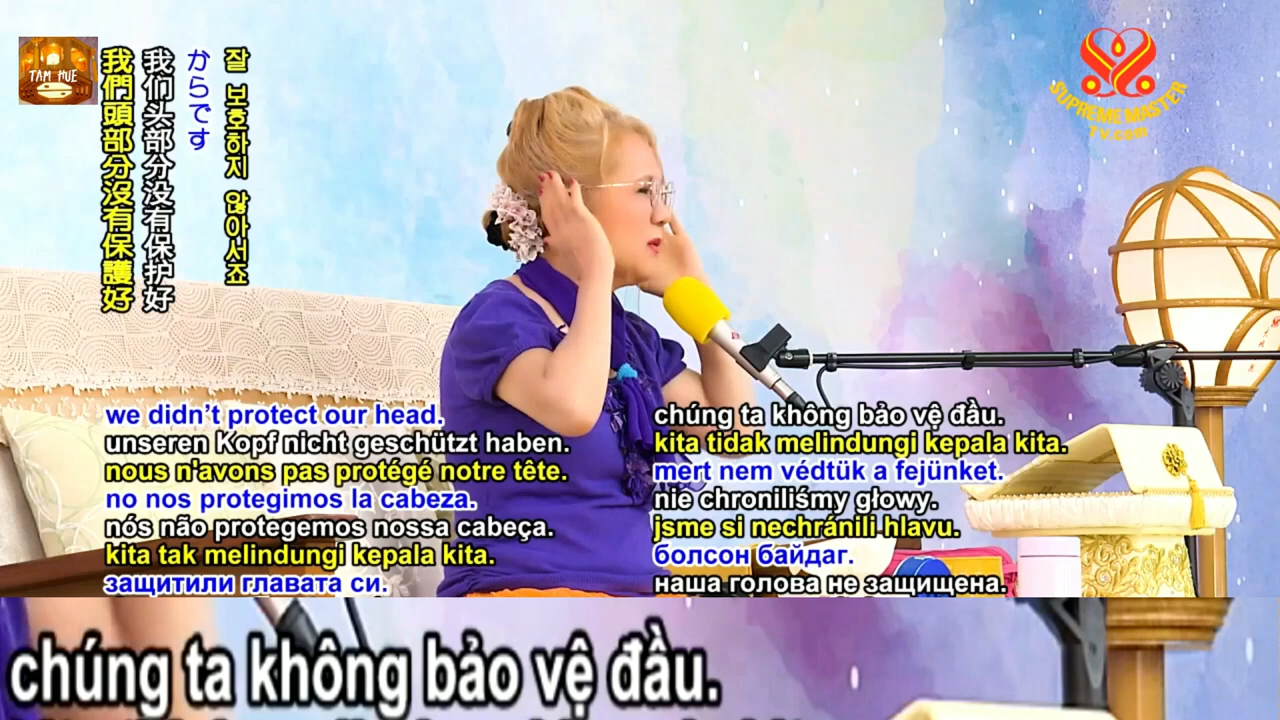 TAM HUE
我們頭部分沒有保護好
我们头部分没有保护好
からです
잘 보호하지 않아서죠
SUPREME MASTER
TV.com
we didn’t protect our head.
unseren Kopf nicht geschützt haben.
nous n'avons pas protégé notre tête.
no nos protegimos la cabeza.
nós não protegemos nossa cabeça.
kita tak melindungi kepala kita.
защитили главата си.
chúng ta không bảo vệ đầu.
kita tidak melindungi kepala kita.
mert nem védtük a fejünket.
nie chroniliśmy głowy.
jsme si nechránili hlavu.
болсон байдаг.
наша голова не защищена.
chúng ta không bảo vệ đầu.